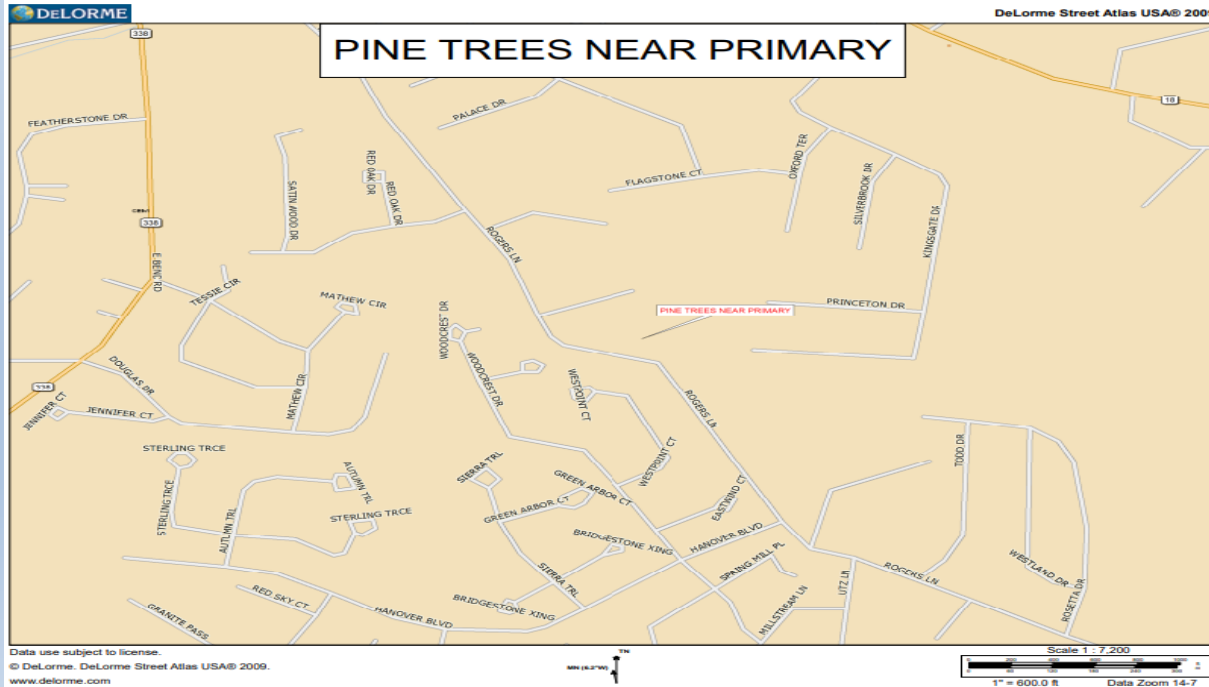 DELORME
DeLorme Street Atlas USA® 2009
PINE TREES NEAR PRIMARY
338
18
PALACE DR
FEATHERSTONE DR
RED OAK DR
RED OAK DR
SATIN WOOD DR
FLAGSTONE CT
OXFORD TER
SILVERBROOK DR
KINGSGATE DR
338
ROGERS LN
E BEND RD
TESSIE CIR
MATHEW CIR
WOODCREST DR
PRINCETON DR
PINE TREES NEAR PRIMARY
DOUGLAS DR
WOODCREST DR
WESTPOINT CT
338
JENNIFER CT
JENNIFER CT
MATHEW CIR
ROGERS LN
STERLING TRCE
TODD DR
SIERRA TRL
AUTUMN TRL
WESTPOINT CT
GREEN ARBOR CT
EASTWIND CT
GREEN ARBOR CT
STERLING TRCE
STERLING TRCE
AUTUMN TRL
BRIDGESTONE XING
HANOVER BLVD
SPRING MILL PL
ROGERS LN
WESTLAND DR
UTZ LN
SIERRA TRL
RED SKY CT
BRIDGESTONE XING
MILLSTREAM LN
ROSETTA DR
GRANITE PASS
HANOVER BLVD
Data use subject to license.
© DeLorme. DeLorme Street Atlas USA® 2009.
www.delorme.com
TN
MN (6.2°W)
Scale 1 : 7,200
1" = 600.0 ft Data Zoom 14-7